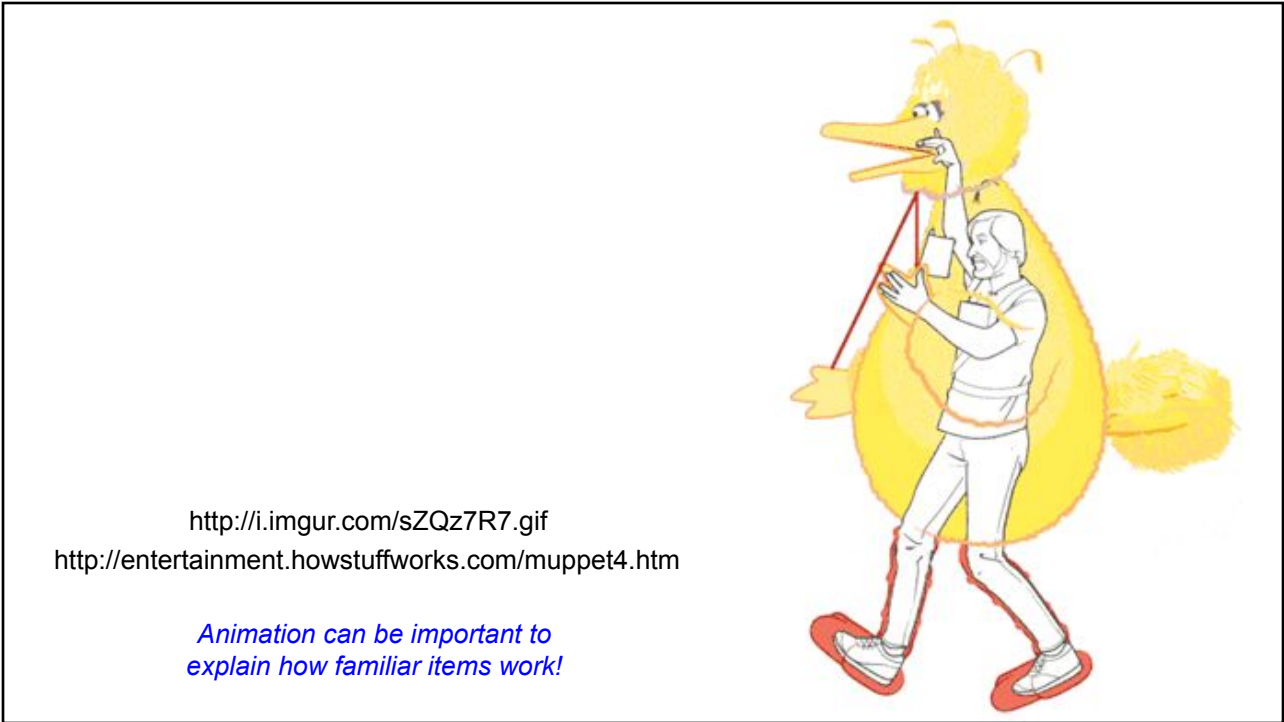 http://i.imgur.com/sZQz7R7.gif
http://entertainment.howstuffworks.com/muppet4.htm
Animation can be important to
explain how familiar items work!